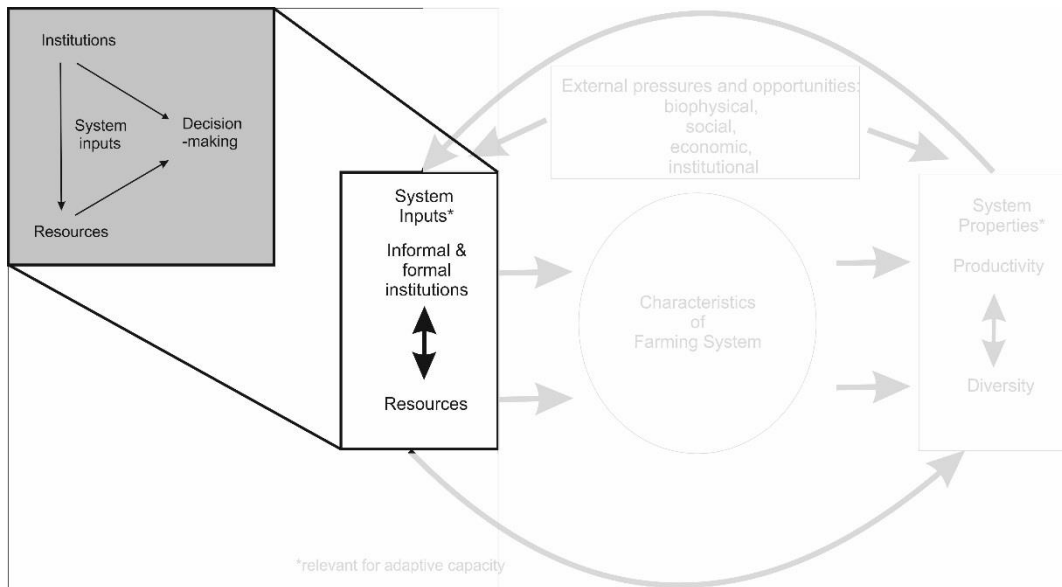 Institutions
System
inputs
Decision
-making
Resources
System
Inputs*
Informal &
formal
institutions
Resources
External pressures and opportunities:
biophysical,
social,
economic,
institutional
Characteristics
of
Farming System
System
Properties*
Productivity
Diversity
*relevant for adaptive capacity